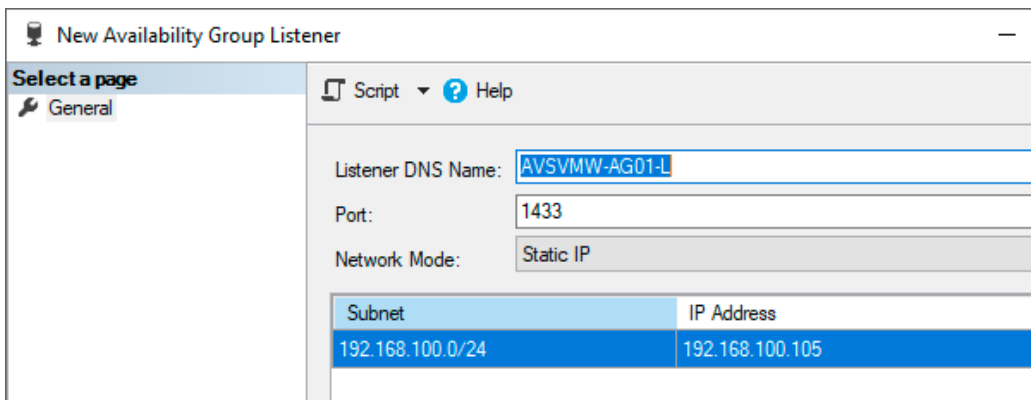 New Availability Group Listener
Select a page
General
Script Help
Listener DNS Name: AVSVMW-AG01-L
Port: 1433
Network Mode: Static IP
Subnet IP Address
192.168.100.0/24 192.168.100.105